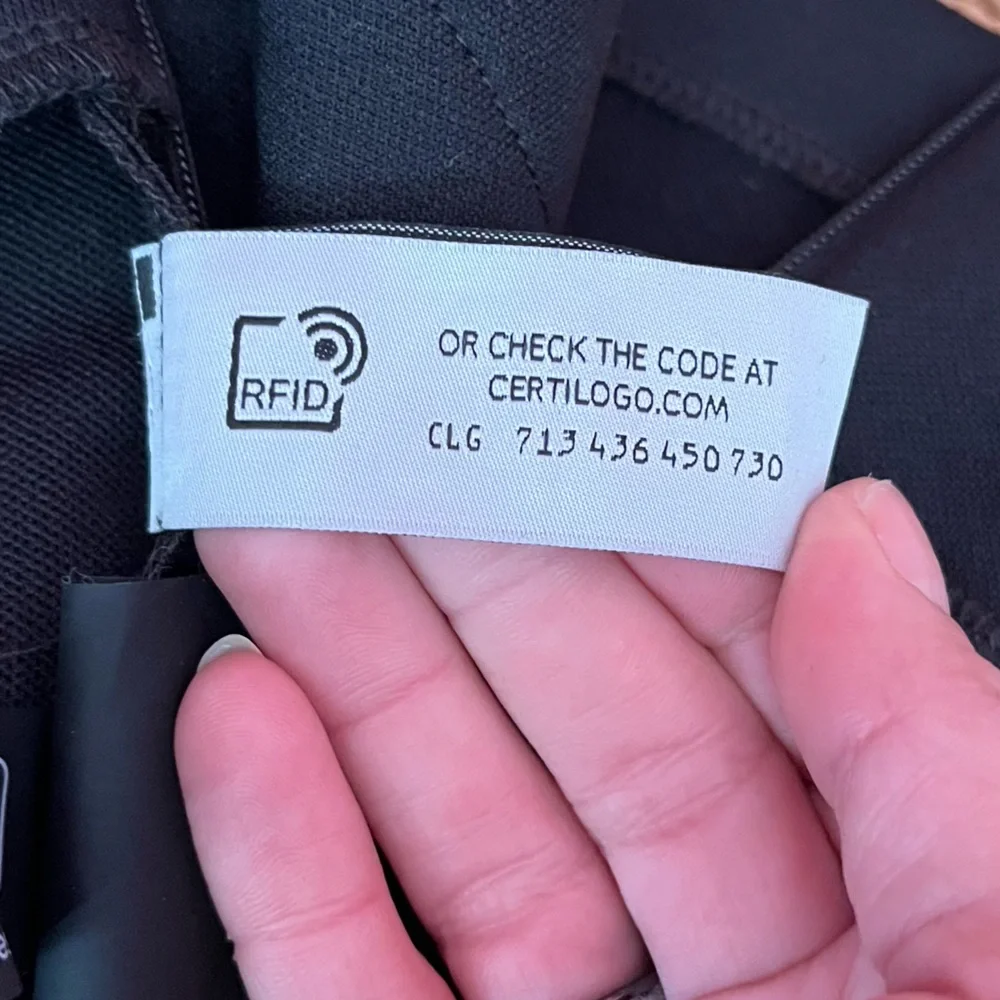 RFID
OR CHECK THE CODE AT
CERTILOGO.COM
CLG 713 436 450 730